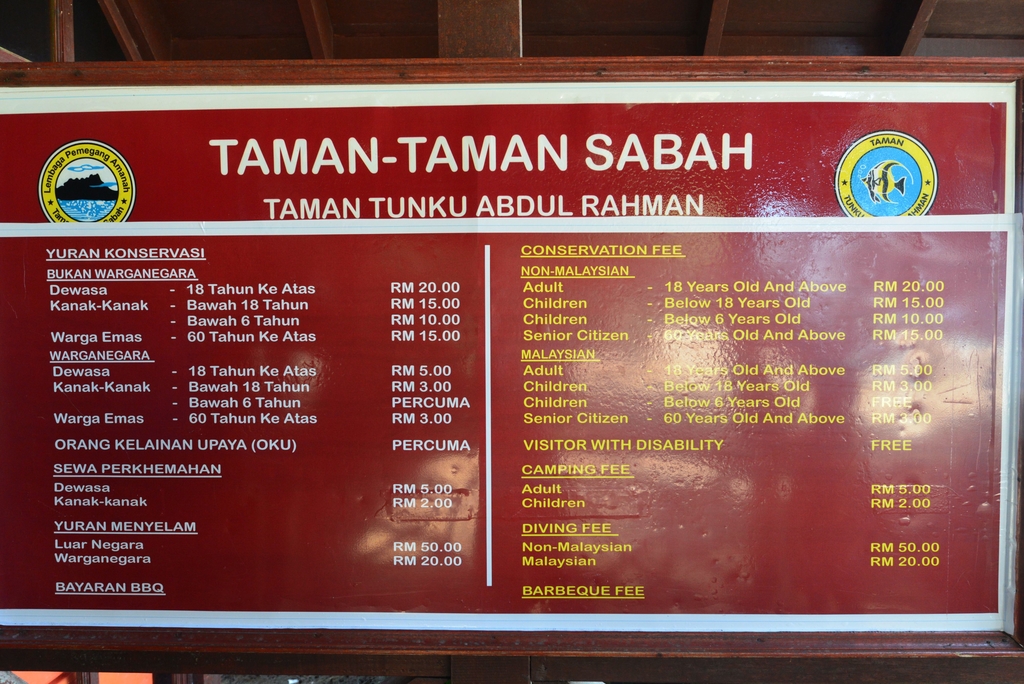 TAMAN-TAMAN SABAH
TAMAN TUNKU ABDUL RAHMAN
Lembaga Pemegang Amanah
TAMAN
TUNKU RAHMAN
YURAN KONSERVASI
BUKAN WARGANEGARA
Dewasa - 18 Tahun Ke Atas RM 20.00
Kanak-Kanak - Bawah 18 Tahun RM 15.00
- Bawah 6 Tahun RM 10.00
Warga Emas - 60 Tahun Ke Atas RM 15.00
WARGANEGARA
Dewasa - 18 Tahun Ke Atas RM 5.00
Kanak-Kanak - Bawah 18 Tahun RM 3.00
- Bawah 6 Tahun PERCUMA
Warga Emas - 60 Tahun Ke Atas RM 3.00
ORANG KELAINAN UPAYA (OKU) PERCUMA
SEWA PERKHEMAHAN
Dewasa RM 5.00
Kanak-kanak RM 2.00
YURAN MENYELAM
Luar Negara RM 50.00
Warganegara RM 20.00
BAYARAN BBQ
CONSERVATION FEE
NON-MALAYSIAN
Adult - 18 Years Old And Above RM 20.00
Children - Below 18 Years Old RM 15.00
Children - Below 6 Years Old RM 10.00
Senior Citizen - 60 Years Old And Above RM 15.00
MALAYSIAN
Adult - 18 Years Old And Above RM 5.00
Children - Below 18 Years Old RM 3.00
Children - Below 6 Years Old FREE
Senior Citizen - 60 Years Old And Above RM 3.00
VISITOR WITH DISABILITY FREE
CAMPING FEE
Adult RM 5.00
Children RM 2.00
DIVING FEE
Non-Malaysian RM 50.00
Malaysian RM 20.00
BARBEQUE FEE